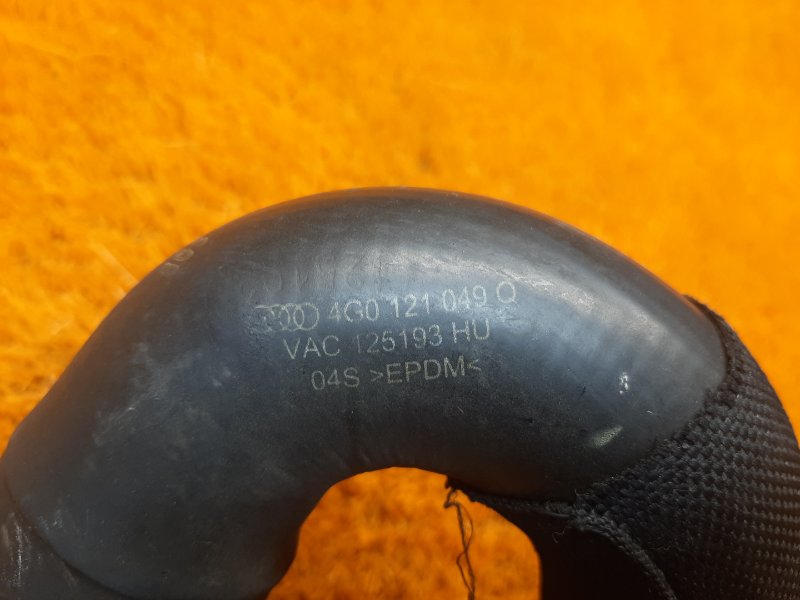 4G0 121 049 Q
VAC 125193 HU
04S >EPDM<